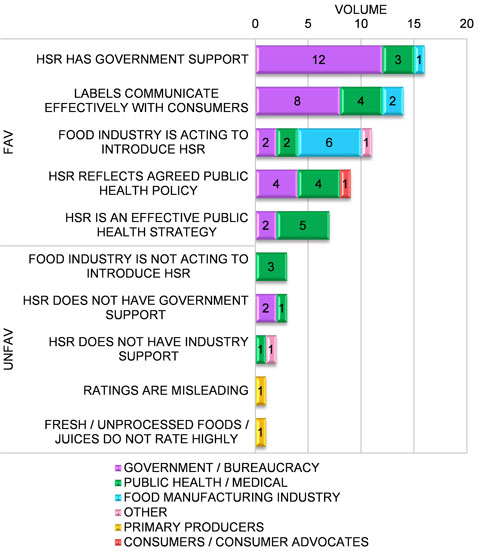 VOLUME
0 5 10 15 20
FAV
HSR HAS GOVERNMENT SUPPORT
12 3 1
LABELS COMMUNICATE
EFFECTIVELY WITH CONSUMERS
8 4 2
FOOD INDUSTRY IS ACTING TO
INTRODUCE HSR
2 2 6 1
HSR REFLECTS AGREED PUBLIC
HEALTH POLICY
4 4 1
HSR IS AN EFFECTIVE PUBLIC
HEALTH STRATEGY
2 5
UNFAV
FOOD INDUSTRY IS NOT ACTING TO
INTRODUCE HSR
3
HSR DOES NOT HAVE GOVERNMENT
SUPPORT
2 1
HSR DOES NOT HAVE INDUSTRY
SUPPORT
1 1
RATINGS ARE MISLEADING
1
FRESH / UNPROCESSED FOODS /
JUICES DO NOT RATE HIGHLY
1
GOVERNMENT / BUREAUCRACY
PUBLIC HEALTH / MEDICAL
FOOD MANUFACTURING INDUSTRY
OTHER
PRIMARY PRODUCERS
CONSUMERS / CONSUMER ADVOCATES